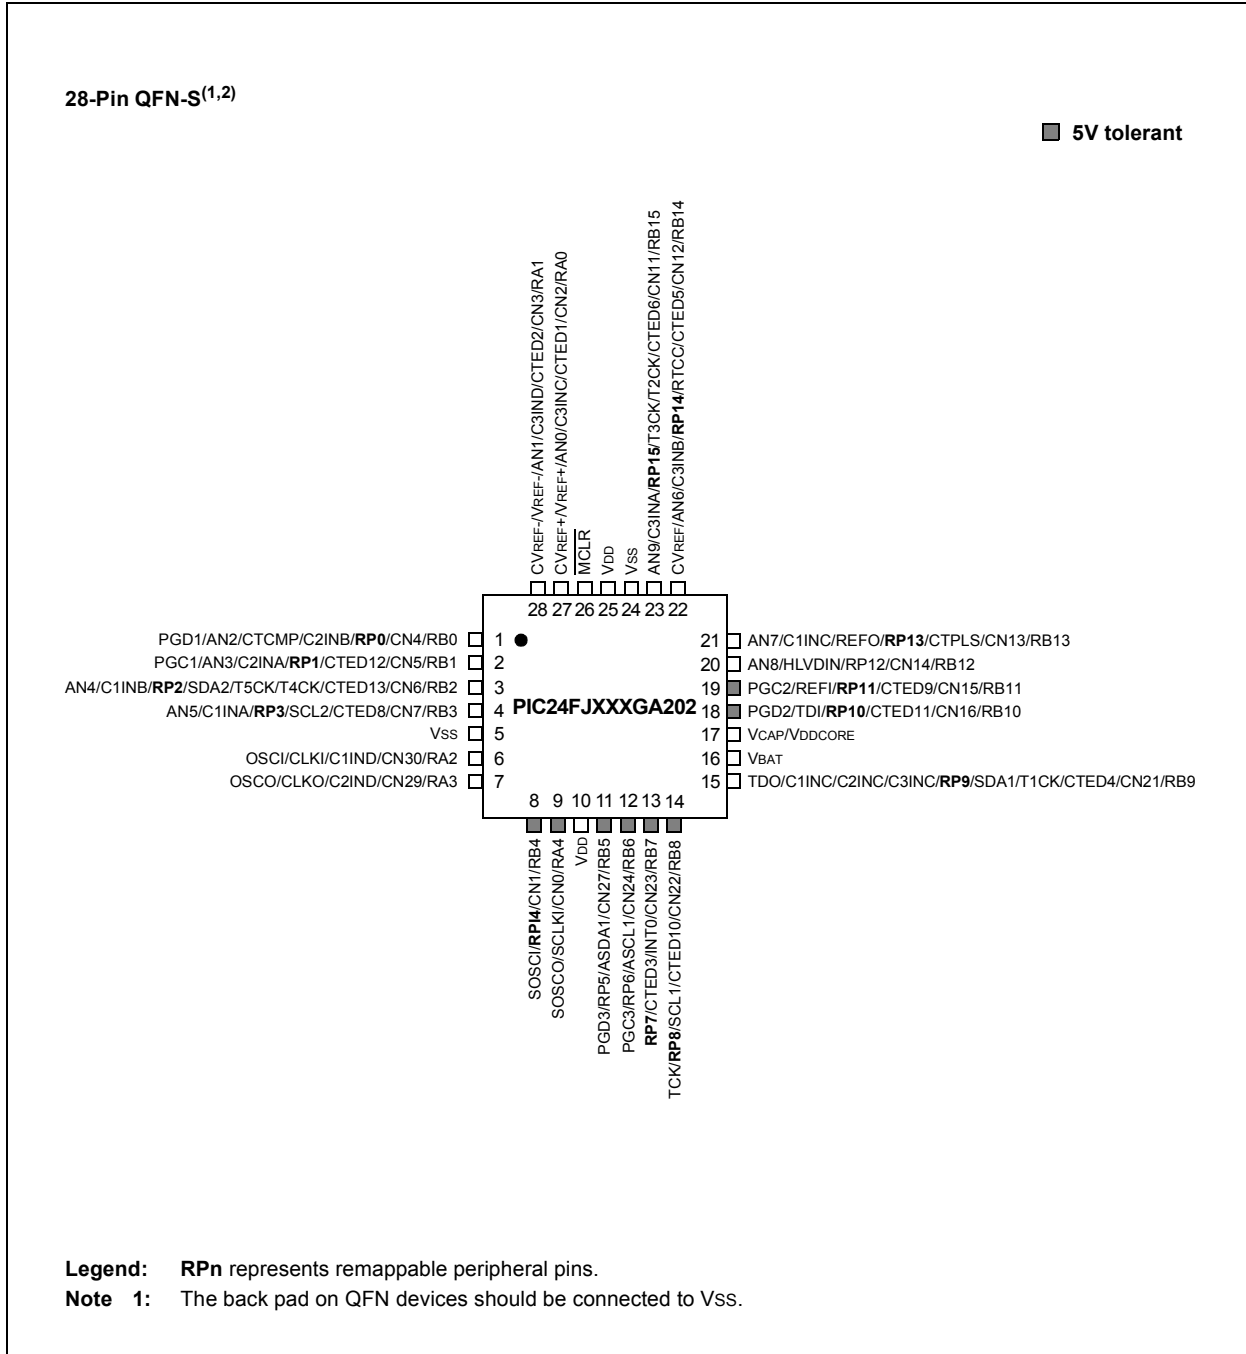 28-Pin QFN-S(1,2)
5V tolerant
CVREF-/VREF-/AN1/C3IND/CTED2/CN3/RA1
CVREF+/VREF+/AN0/C3INC/CTED1/CN2/RA0
MCLR
VDD
VSS
AN9/C3INA/RP15/T3CK/T2CK/CTED6/CN11/RB15
CVREF/AN6/C3INB/RP14/RTCC/CTED5/CN12/RB14
28 27 26 25 24 23 22
PGD1/AN2/CTCMP/C2INB/RP0/CN4/RB0 1
PGC1/AN3/C2INA/RP1/CTED12/CN5/RB1 2
AN4/C1INB/RP2/SDA2/T5CK/T4CK/CTED13/CN6/RB2 3
AN5/C1INA/RP3/SCL2/CTED8/CN7/RB3 4
VSS 5
OSCI/CLKI/C1IND/CN30/RA2 6
OSCO/CLKO/C2IND/CN29/RA3 7
PIC24FJXXXGA202
21 AN7/C1INC/REFO/RP13/CTPLS/CN13/RB13
20 AN8/HLVDIN/RP12/CN14/RB12
19 PGC2/REFI/RP11/CTED9/CN15/RB11
18 PGD2/TDI/RP10/CTED11/CN16/RB10
17 VCAP/VDDCORE
16 VBAT
15 TDO/C1INC/C2INC/C3INC/RP9/SDA1/T1CK/CTED4/CN21/RB9
8 9 10 11 12 13 14
SOSCI/RPI4/CN1/RB4
SOSCO/SCLKI/CN0/RA4
VDD
PGD3/RP5/ASDA1/CN27/RB5
PGC3/RP6/ASCL1/CN24/RB6
RP7/CTED3/INT0/CN23/RB7
TCK/RP8/SCL1/CTED10/CN22/RB8
Legend: RPn represents remappable peripheral pins.
Note 1: The back pad on QFN devices should be connected to VSS.